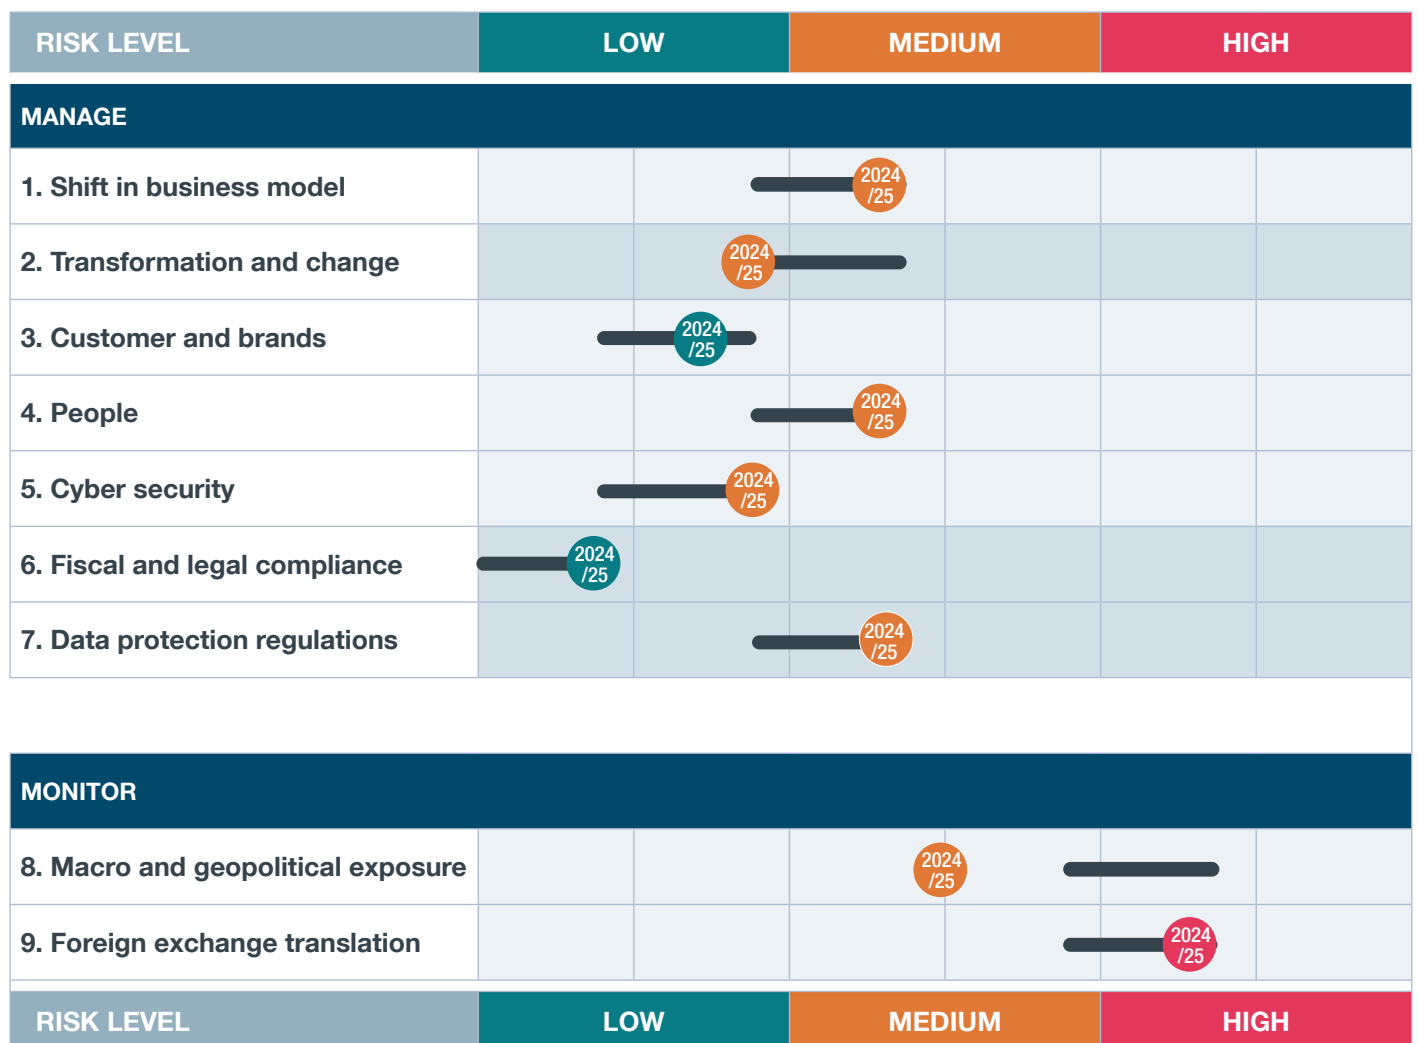 RISK LEVEL LOW MEDIUM HIGH
MANAGE
1. Shift in business model
2024
/25
2. Transformation and change
2024
/25
3. Customer and brands
2024
/25
4. People
2024
/25
5. Cyber security
2024
/25
6. Fiscal and legal compliance
2024
/25
7. Data protection regulations
2024
/25
MONITOR
8. Macro and geopolitical exposure
2024
/25
9. Foreign exchange translation
2024
/25
RISK LEVEL LOW MEDIUM HIGH